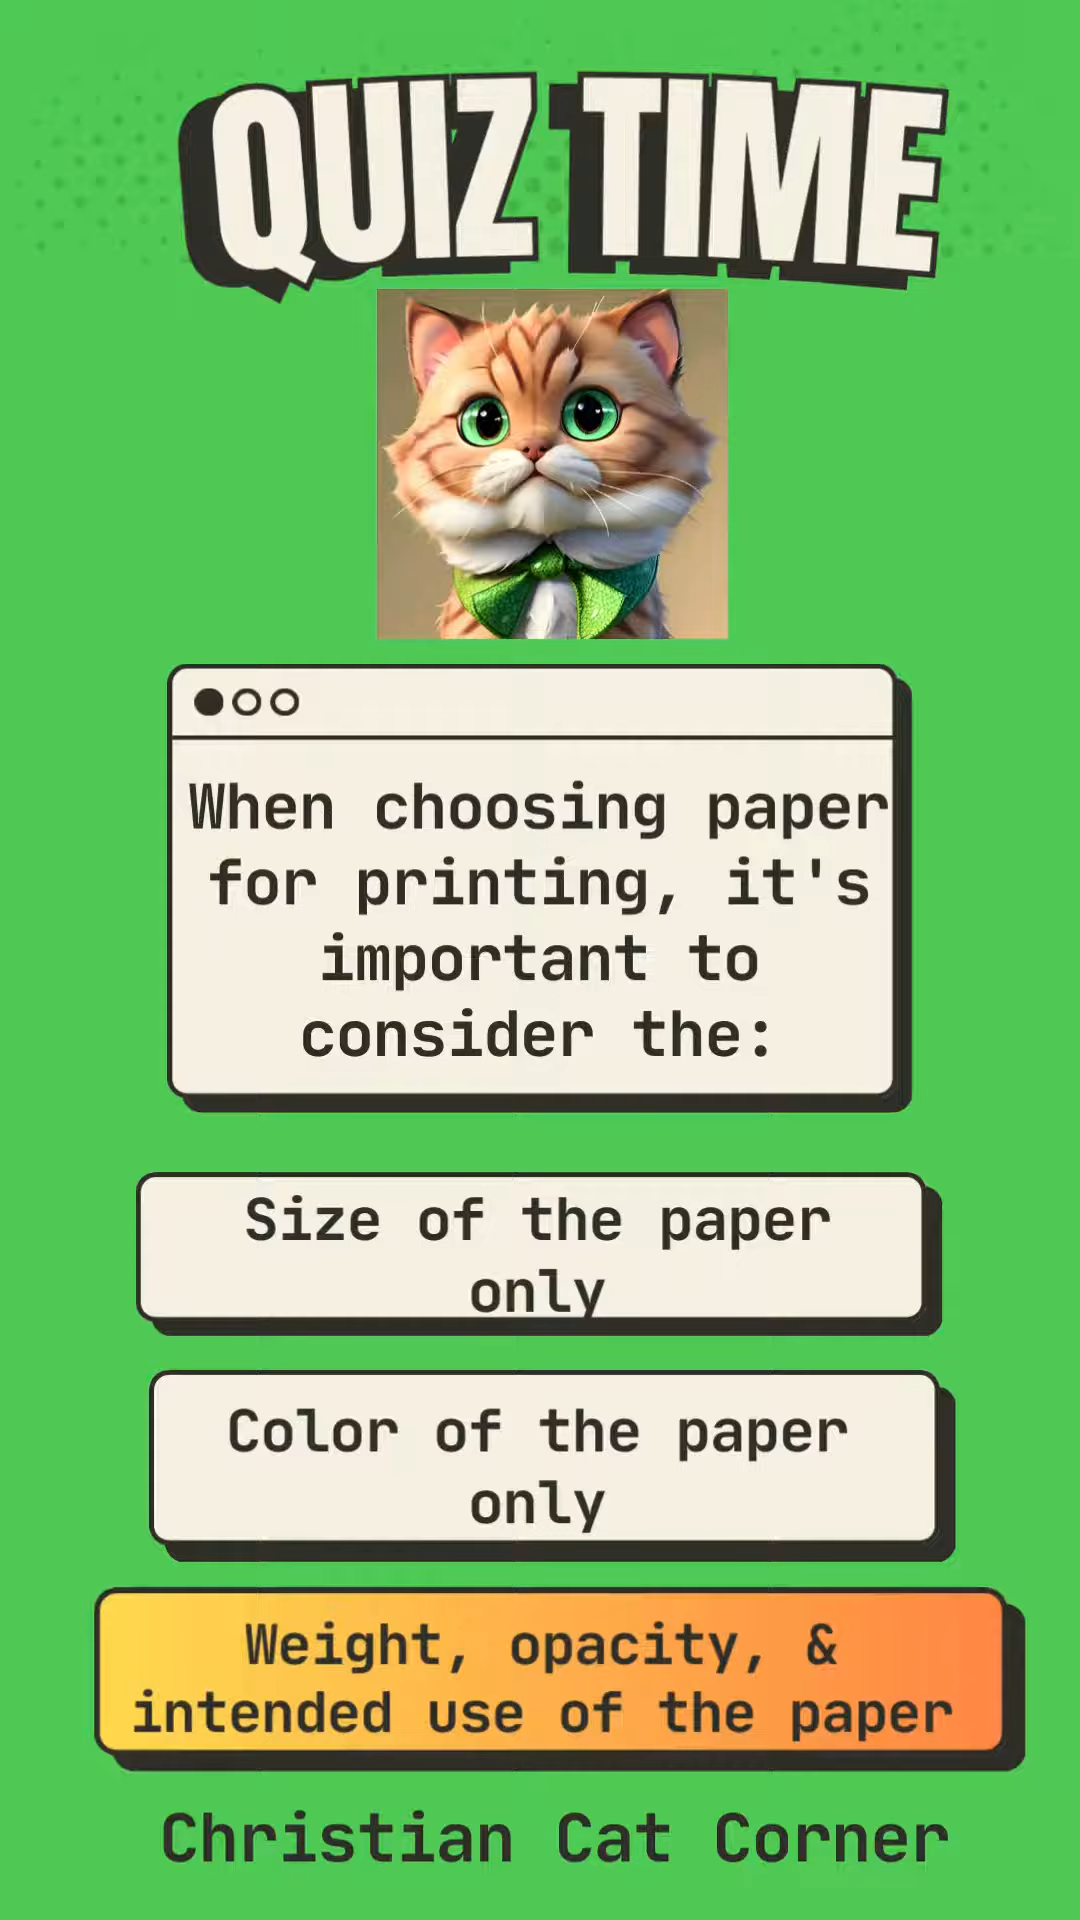 QUIZ TIME
When choosing paper
for printing, it's
important to
consider the:
Size of the paper
only
Color of the paper
only
Weight, opacity, &
intended use of the paper
Christian Cat Corner